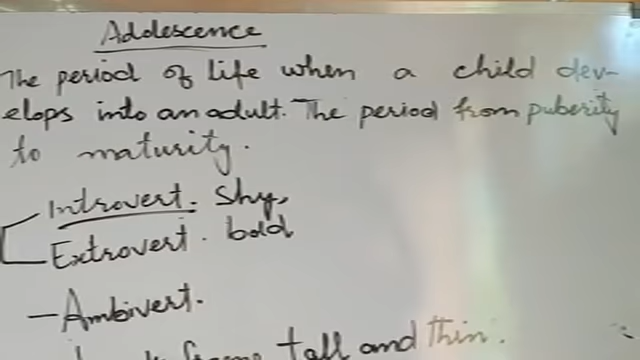 Adolescence
The period of life when a child dev-
elops into an adult. The period from puberity
to maturity.
Introvert. Shy,
Extrovert. bold
- Ambivert.
tall and thin.